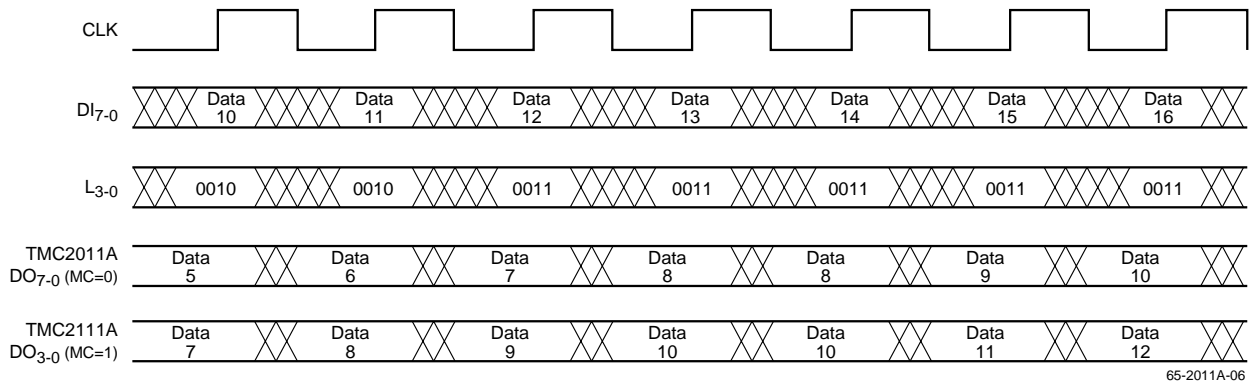 CLK
DI7-0
Data Data Data Data Data Data Data
10 11 12 13 14 15 16
L3-0
0010 0010 0011 0011 0011 0011 0011
TMC2011A
DO7-0 (MC=0)
Data Data Data Data Data Data Data
5 6 7 8 8 9 10
TMC2111A
DO3-0 (MC=1)
Data Data Data Data Data Data Data
7 8 9 10 10 11 12
65-2011A-06